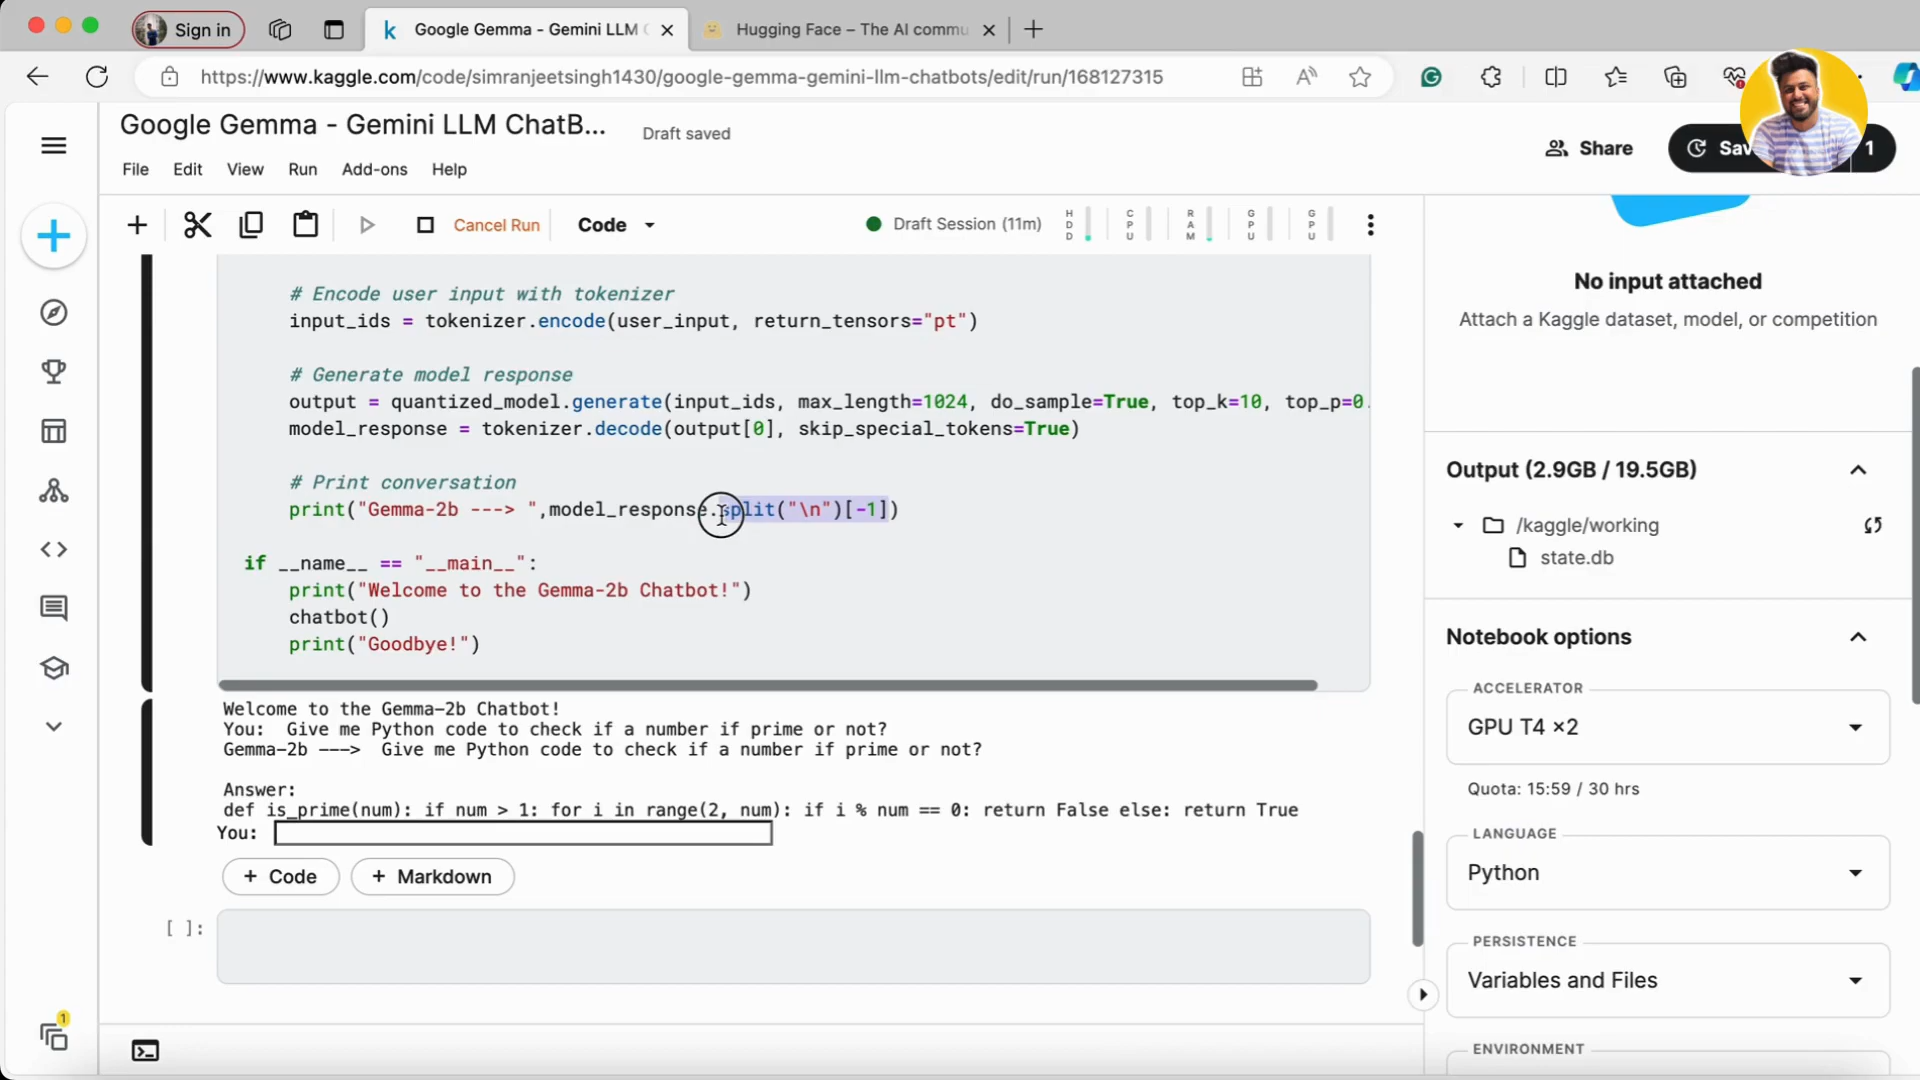 Sign in
Google Gemma - Gemini LLM C
Hugging Face – The AI commu
https://www.kaggle.com/code/simranjeetsingh1430/google-gemma-gemini-llm-chatbots/edit/run/168127315
Google Gemma - Gemini LLM ChatB...
Draft saved
Share
Sav
1
File Edit View Run Add-ons Help
Cancel Run
Code
Draft Session (11m)
HDD
CPU
RAM
GPU
GPU
# Encode user input with tokenizer
input_ids = tokenizer.encode(user_input, return_tensors="pt")
# Generate model response
output = quantized_model.generate(input_ids, max_length=1024, do_sample=True, top_k=10, top_p=0.
model_response = tokenizer.decode(output[0], skip_special_tokens=True)
# Print conversation
print("Gemma-2b ---> ",model_response.split("\n")[-1])
if __name__ == "__main__":
print("Welcome to the Gemma-2b Chatbot!")
chatbot()
print("Goodbye!")
Welcome to the Gemma-2b Chatbot!
You: Give me Python code to check if a number if prime or not?
Gemma-2b ---> Give me Python code to check if a number if prime or not?
Answer:
def is_prime(num): if num > 1: for i in range(2, num): if i % num == 0: return False else: return True
You:
+ Code
+ Markdown
[ ]:
1
No input attached
Attach a Kaggle dataset, model, or competition
Output (2.9GB / 19.5GB)
/kaggle/working
state.db
Notebook options
ACCELERATOR
GPU T4 ×2
Quota: 15:59 / 30 hrs
LANGUAGE
Python
PERSISTENCE
Variables and Files
ENVIRONMENT